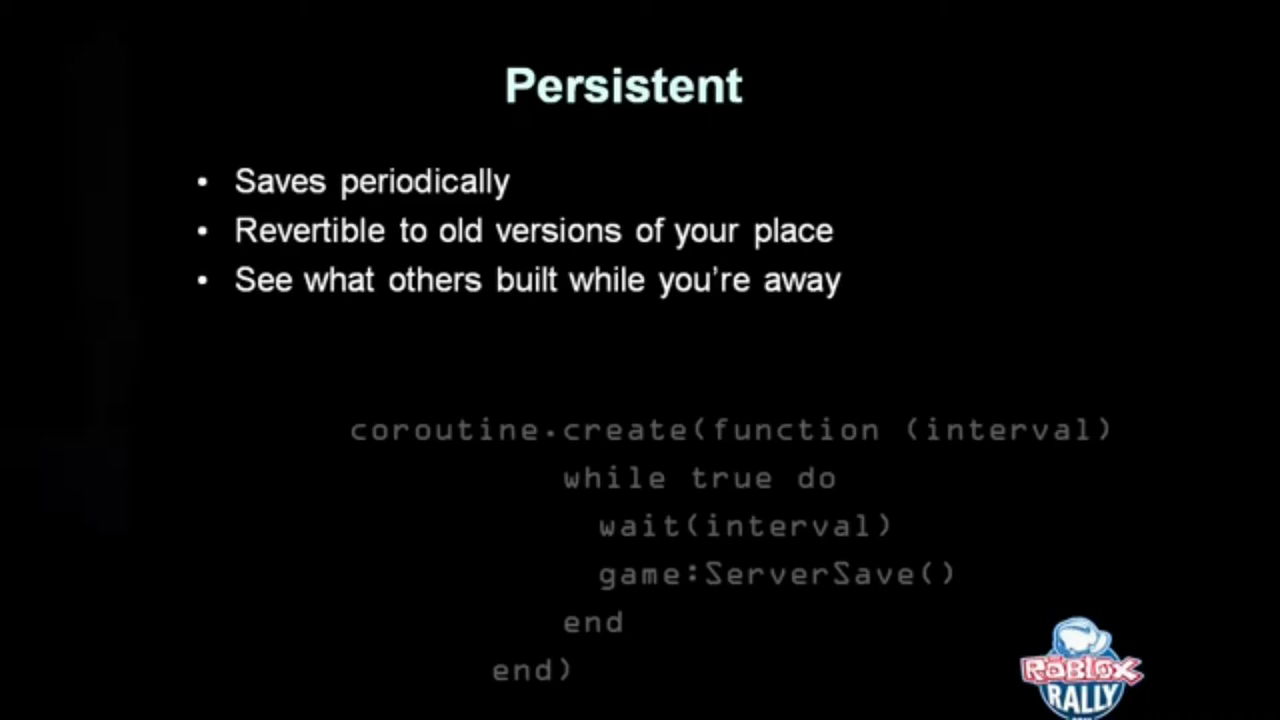 Persistent
• Saves periodically
• Revertible to old versions of your place
• See what others built while you're away
coroutine.create(function (interval)
while true do
wait(interval)
game:ServerSave()
end
end)
ROBLOX
RALLY